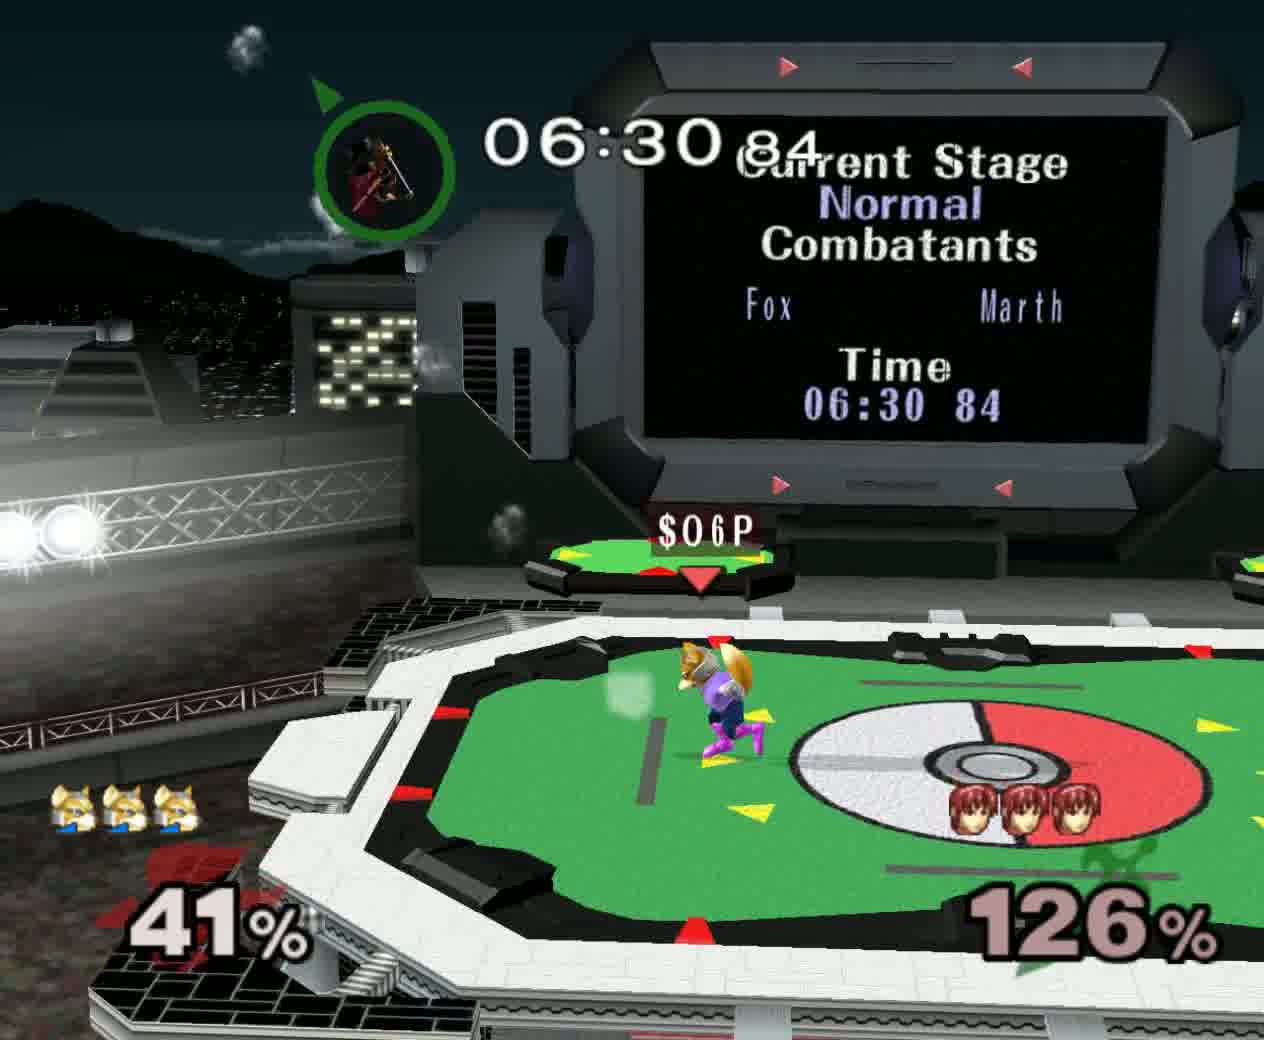 06:30 84
Current Stage
Normal
Combatants
Fox Marth
Time
06:30 84
$06P
41%
126%